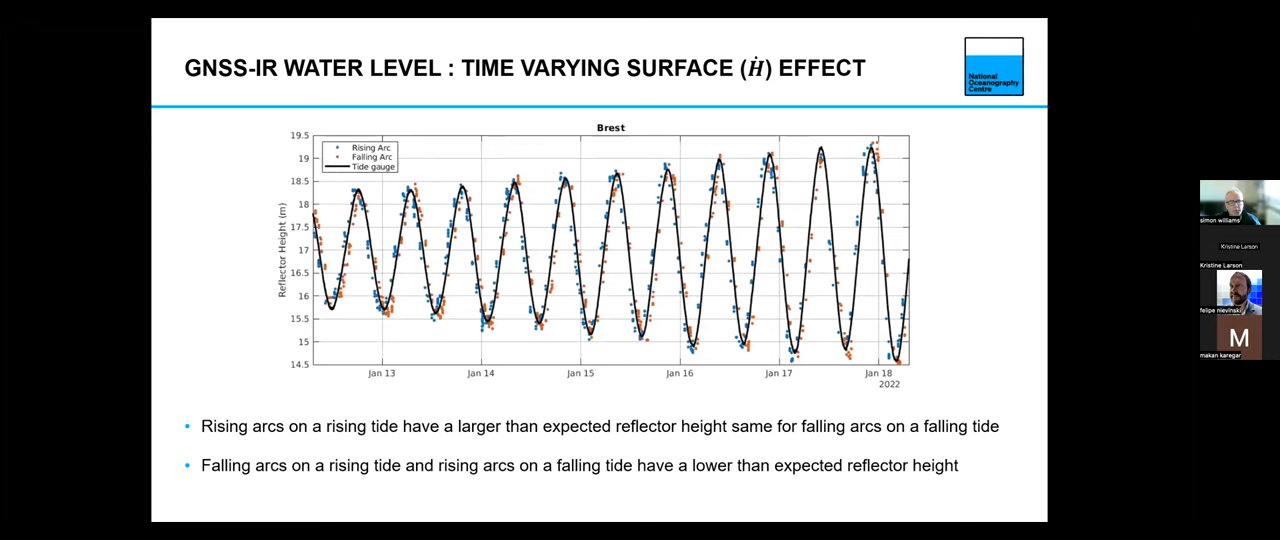 GNSS-IR WATER LEVEL : TIME VARYING SURFACE (Ḣ) EFFECT
National
Oceanography
Centre
Brest
Rising Arc
Falling Arc
Tide gauge
Reflector Height (m)
19.5
19
18.5
18
17.5
17
16.5
16
15.5
15
14.5
Jan 13
Jan 14
Jan 15
Jan 16
Jan 17
Jan 18
2022
• Rising arcs on a rising tide have a larger than expected reflector height same for falling arcs on a falling tide
• Falling arcs on a rising tide and rising arcs on a falling tide have a lower than expected reflector height
simon williams
Kristine Larson
Kristine Larson
felipe nievinski
M
makan karegar